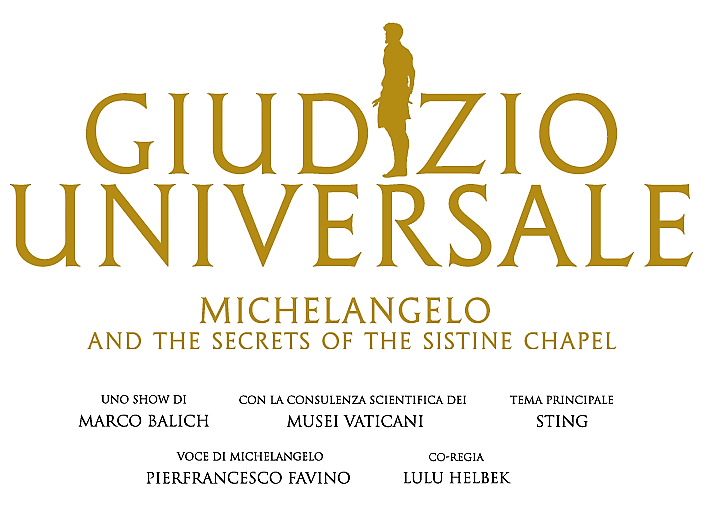 GIUDIZIO
UNIVERSALE
MICHELANGELO
AND THE SECRETS OF THE SISTINE CHAPEL
UNO SHOW DI
MARCO BALICH
CON LA CONSULENZA SCIENTIFICA DEI
MUSEI VATICANI
TEMA PRINCIPALE
STING
VOCE DI MICHELANGELO
PIERFRANCESCO FAVINO
CO-REGIA
LULU HELBEK